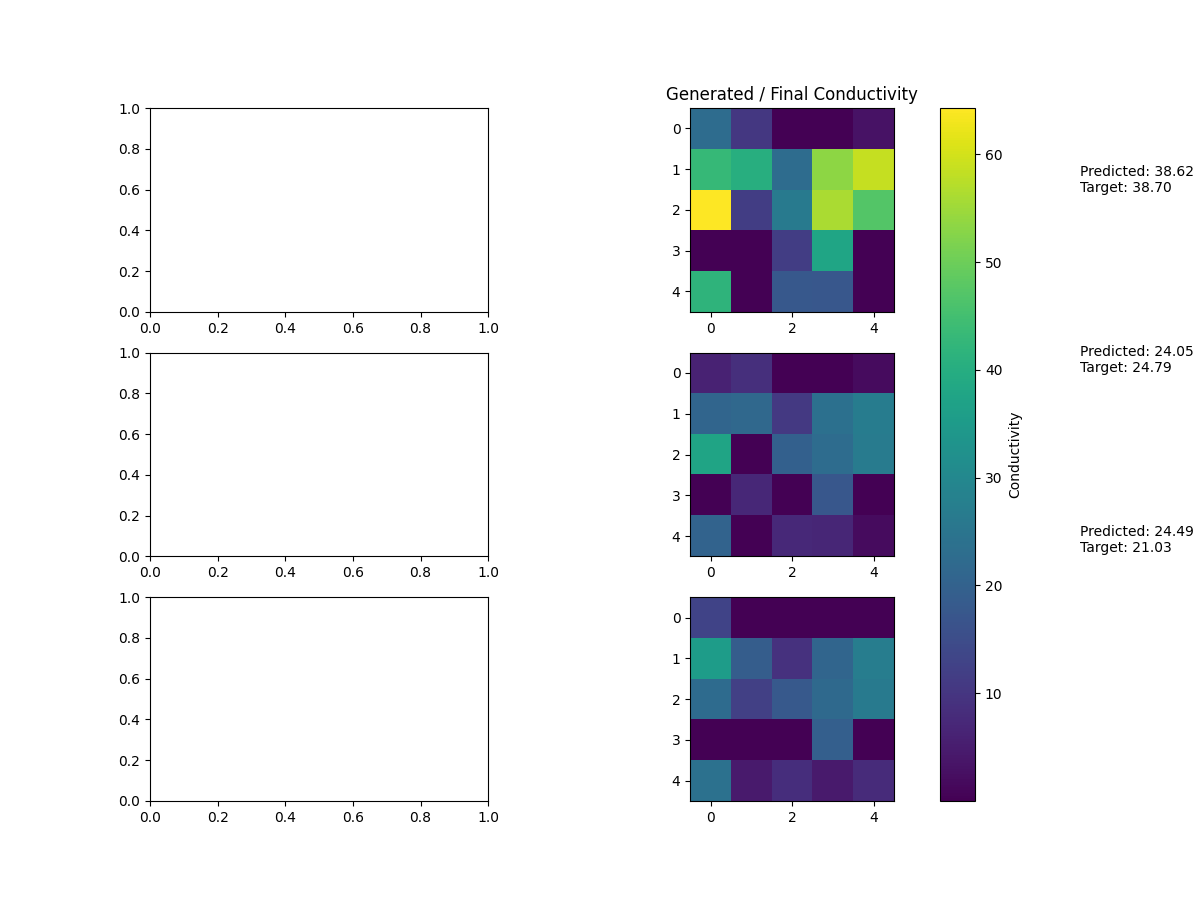 Generated / Final Conductivity
1.0
0.8
0.6
0.4
0.2
0.0
0.0 0.2 0.4 0.6 0.8 1.0
0
1
2
3
4
0 2 4
1.0
0.8
0.6
0.4
0.2
0.0
0.0 0.2 0.4 0.6 0.8 1.0
0
1
2
3
4
0 2 4
1.0
0.8
0.6
0.4
0.2
0.0
0.0 0.2 0.4 0.6 0.8 1.0
0
1
2
3
4
0 2 4
60
50
40
30
20
10
Conductivity
Predicted: 38.62
Target: 38.70
Predicted: 24.05
Target: 24.79
Predicted: 24.49
Target: 21.03